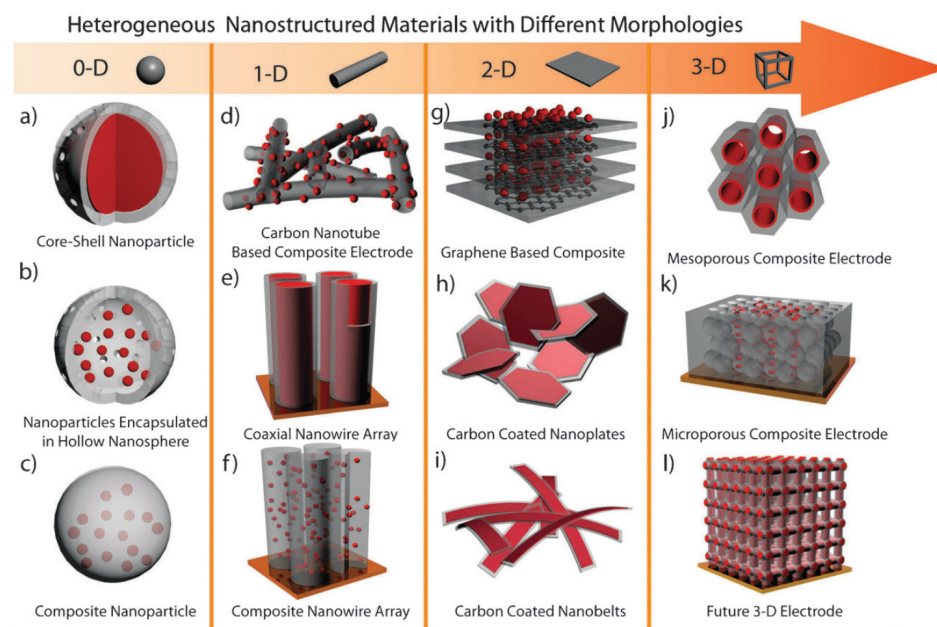 Heterogeneous Nanostructured Materials with Different Morphologies
0-D
1-D
2-D
3-D
a)
Core-Shell Nanoparticle
b)
Nanoparticles Encapsulated
in Hollow Nanosphere
c)
Composite Nanoparticle
d)
Carbon Nanotube
Based Composite Electrode
e)
Coaxial Nanowire Array
f)
Composite Nanowire Array
g)
Graphene Based Composite
h)
Carbon Coated Nanoplates
i)
Carbon Coated Nanobelts
j)
Mesoporous Composite Electrode
k)
Microporous Composite Electrode
l)
Future 3-D Electrode